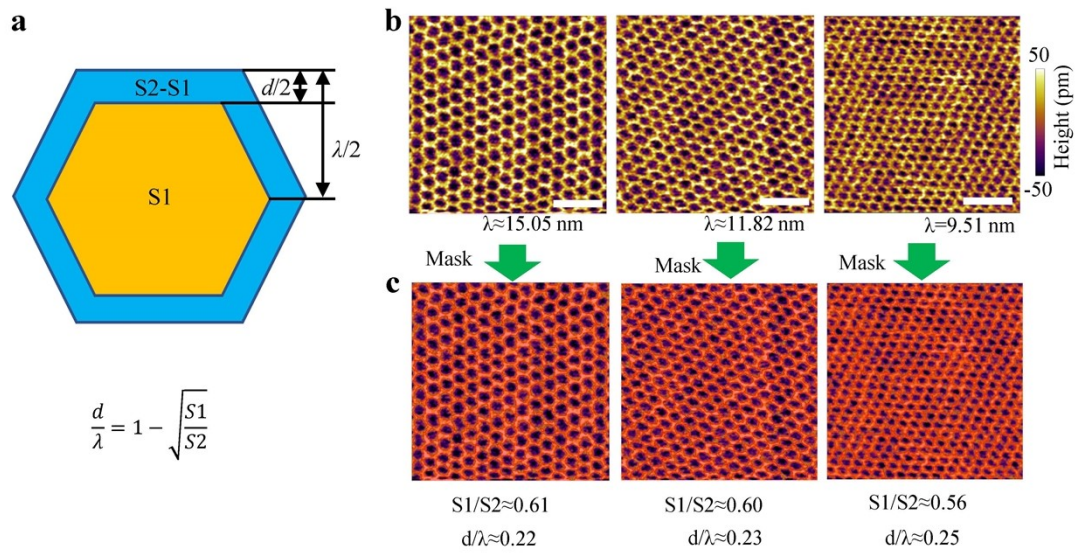 a
S2-S1
d/2
λ/2
S1
d/λ = 1 − √(S1/S2)
b
50
Height (pm)
-50
λ≈15.05 nm
λ≈11.82 nm
λ=9.51 nm
Mask
Mask
Mask
c
S1/S2≈0.61
S1/S2≈0.60
S1/S2≈0.56
d/λ≈0.22
d/λ≈0.23
d/λ≈0.25